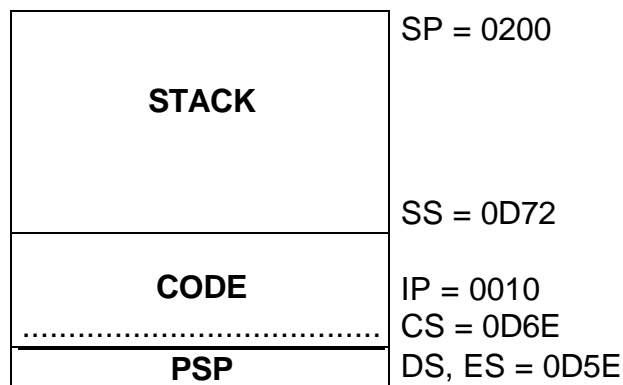 SP = 0200
STACK
SS = 0D72
CODE
IP = 0010
CS = 0D6E
PSP
DS, ES = 0D5E